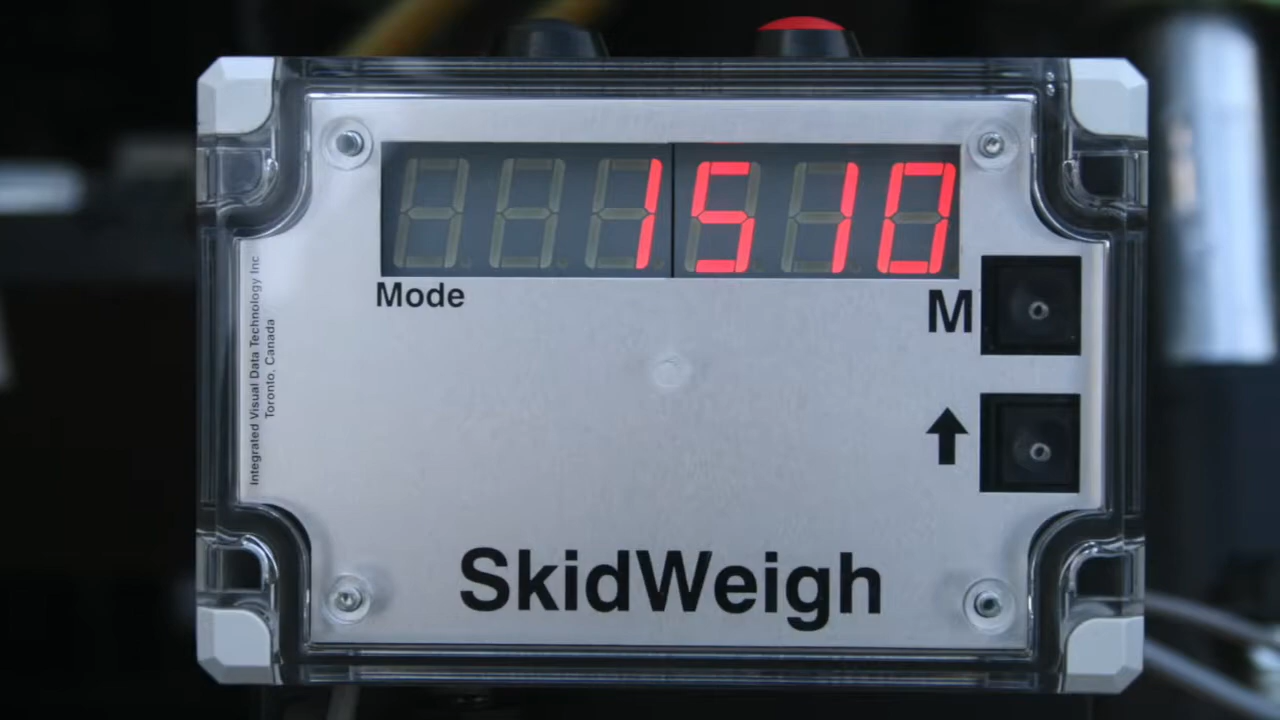 1510
Mode
M
Integrated Visual Data Technology Inc
Toronto, Canada
SkidWeigh